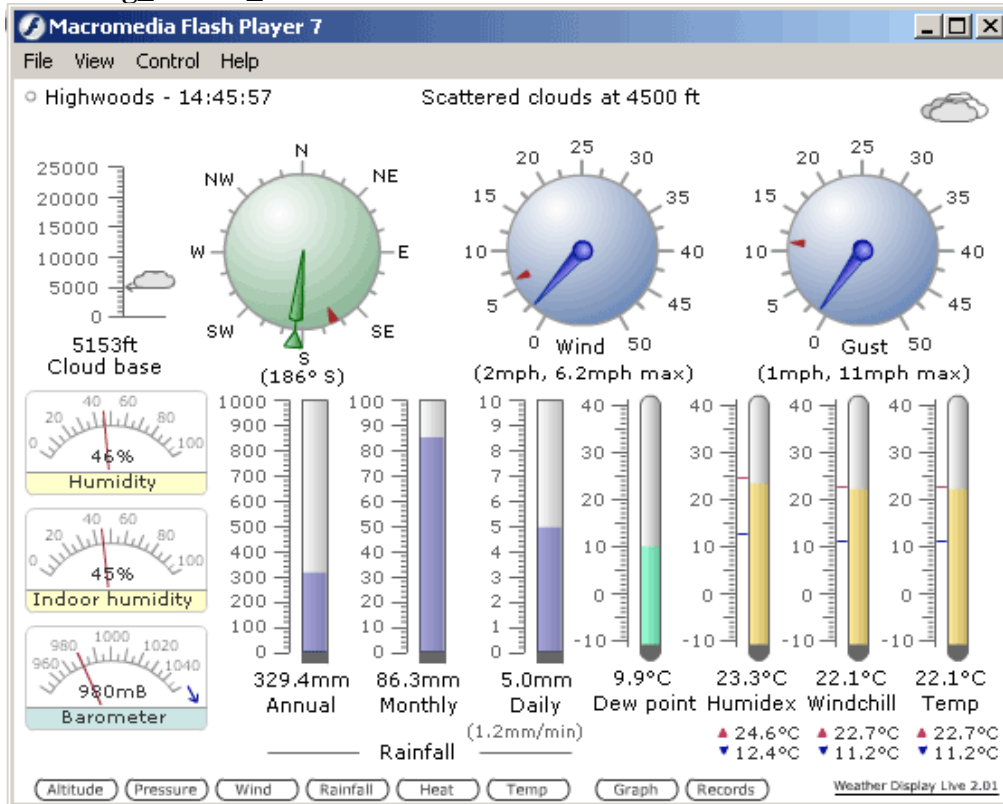 Macromedia Flash Player 7
File View Control Help
Highwoods - 14:45:57
Scattered clouds at 4500 ft
25000
20000
15000
10000
5000
0
5153ft
Cloud base
N
NE
E
SE
S
SW
W
NW
(186° S)
0 5 10 15 20 25 30 35 40 45 50
Wind
(2mph, 6.2mph max)
0 5 10 15 20 25 30 35 40 45 50
Gust
(1mph, 11mph max)
0 20 40 60 80 100
46%
Humidity
0 20 40 60 80 100
45%
Indoor humidity
960 980 1000 1020 1040
980mB
Barometer
1000
900
800
700
600
500
400
300
200
100
0
329.4mm
Annual
100
90
80
70
60
50
40
30
20
10
0
86.3mm
Monthly
10
9
8
7
6
5
4
3
2
1
0
5.0mm
Daily
(1.2mm/min)
Rainfall
40
30
20
10
0
-10
9.9°C
Dew point
40
30
20
10
0
-10
23.3°C
Humidex
24.6°C
12.4°C
40
30
20
10
0
-10
22.1°C
Windchill
22.7°C
11.2°C
40
30
20
10
0
-10
22.1°C
Temp
22.7°C
11.2°C
Altitude Pressure Wind Rainfall Heat Temp Graph Records
Weather Display Live 2.01